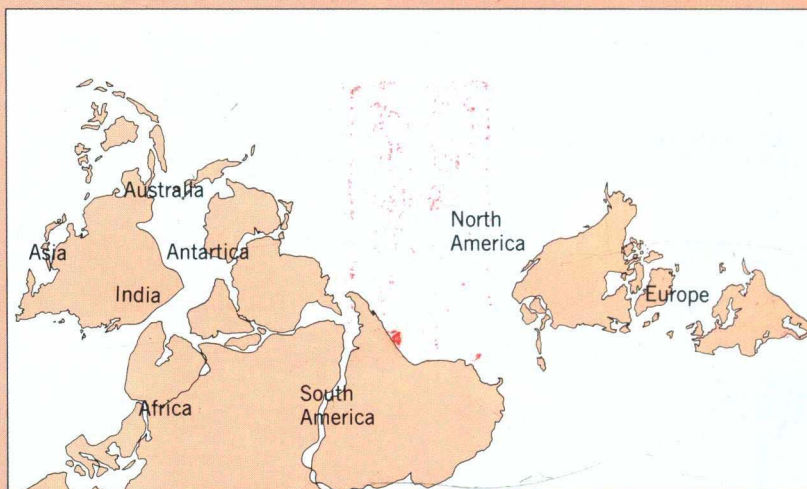 Australia
North
America
Asia
Antartica
India
Europe
Africa
South
America